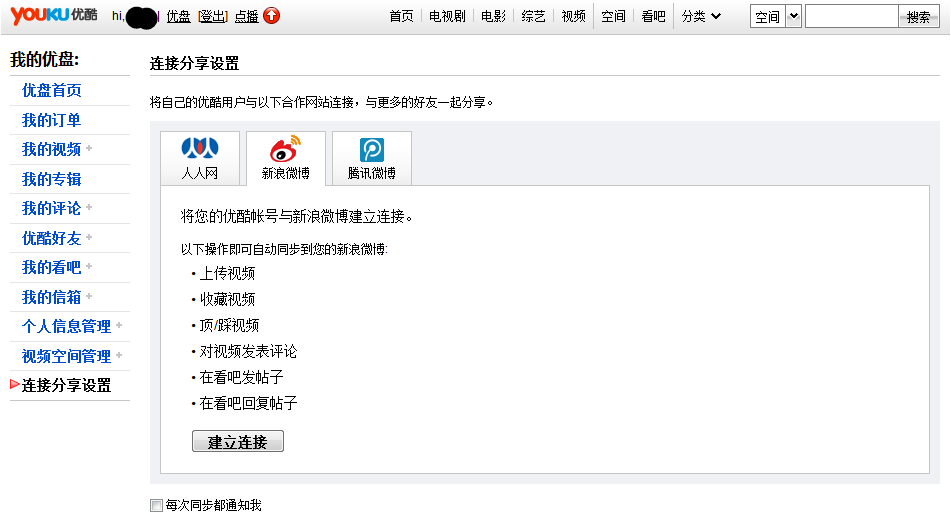 YOUKU优酷 hi, 优盘 [登出] 点播 首页 电视剧 电影 综艺 视频 空间 看吧 分类 空间 搜索
我的优盘:
优盘首页
我的订单
我的视频 +
我的专辑
我的评论 +
优酷好友 +
我的看吧 +
我的信箱 +
个人信息管理 +
视频空间管理 +
连接分享设置
连接分享设置
将自己的优酷用户与以下合作网站连接，与更多的好友一起分享。
人人网 新浪微博 腾讯微博
将您的优酷帐号与新浪微博建立连接。
以下操作即可自动同步到您的新浪微博:
• 上传视频
• 收藏视频
• 顶/踩视频
• 对视频发表评论
• 在看吧发帖子
• 在看吧回复帖子
建立连接
每次同步都通知我